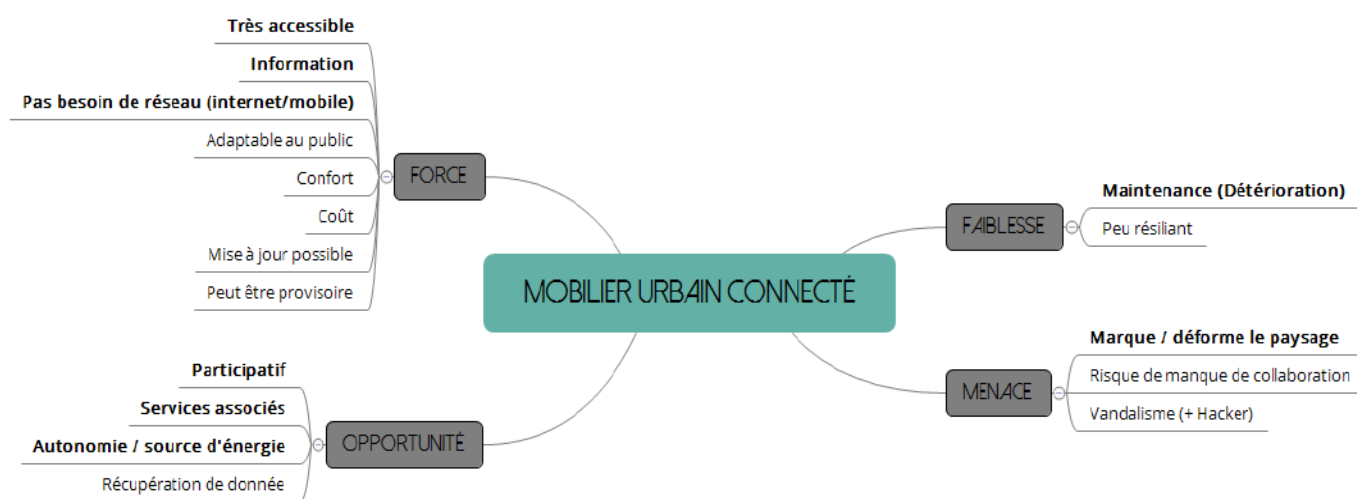 Très accessible
Information
Pas besoin de réseau (internet/mobile)
Adaptable au public
Confort
Coût
Mise à jour possible
Peut être provisoire
FORCE
Participatif
Services associés
Autonomie / source d'énergie
Récupération de donnée
OPPORTUNITÉ
MOBILIER URBAIN CONNECTÉ
FAIBLESSE
Maintenance (Détérioration)
Peu résiliant
MENACE
Marque / déforme le paysage
Risque de manque de collaboration
Vandalisme (+ Hacker)